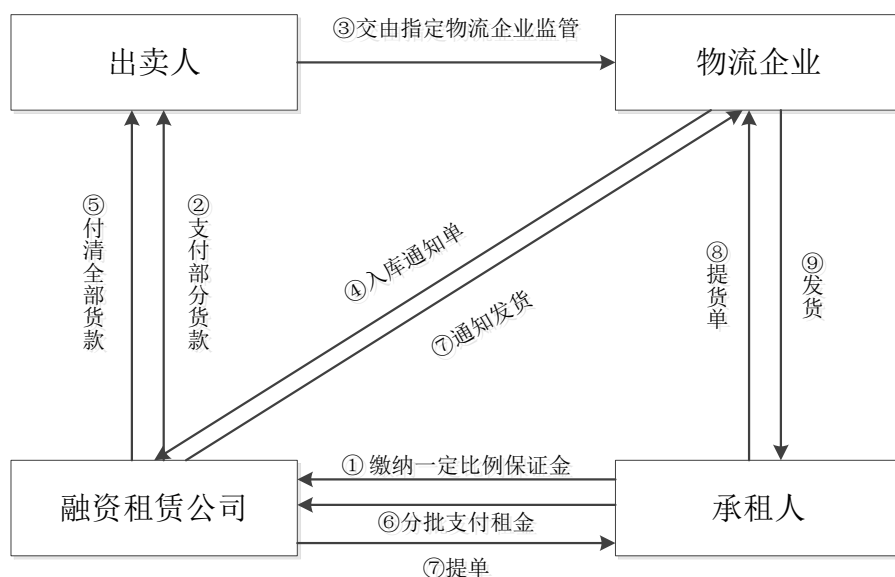 ③交由指定物流企业监管
出卖人
物流企业
⑤付清全部货款
②支付部分货款
④入库通知单
⑦通知发货
⑧提货单
⑨发货
①缴纳一定比例保证金
融资租赁公司
承租人
⑥分批支付租金
⑦提单